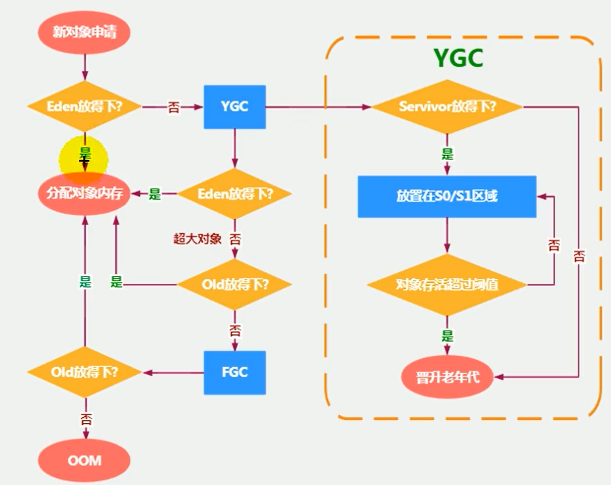 新对象申请
YGC
Eden放得下?
否
YGC
Servivor放得下?
是
是
分配对象内存
是
Eden放得下?
放置在S0/S1区域
超大对象
否
否
否
是
是
Old放得下?
对象存活超过阈值
否
是
Old放得下?
FGC
晋升老年代
否
OOM